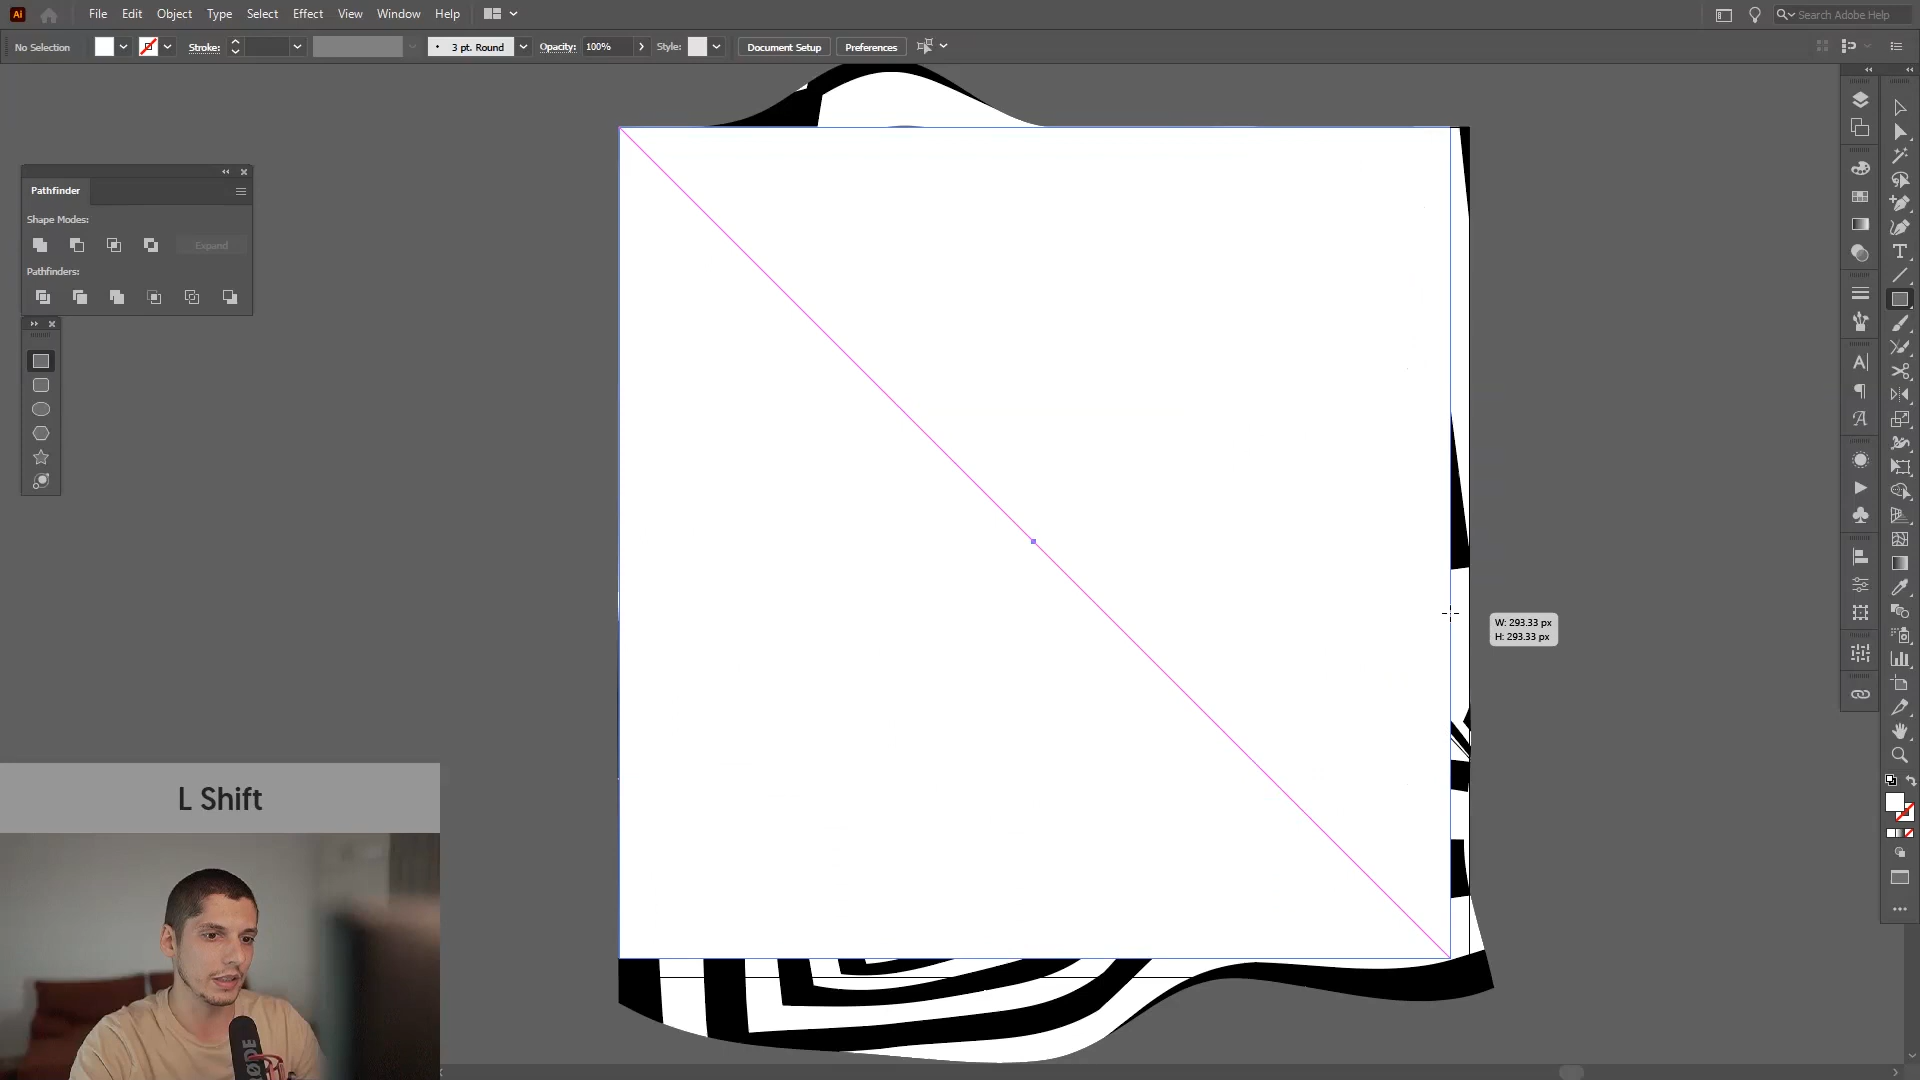 Ai File Edit Object Type Select Effect View Window Help Search Adobe Help
No Selection Stroke: 3 pt. Round Opacity: 100% Style: Document Setup Preferences
Pathfinder
Shape Modes:
Expand
Pathfinders:
W: 293.33 px
H: 293.33 px
L Shift
RØDE